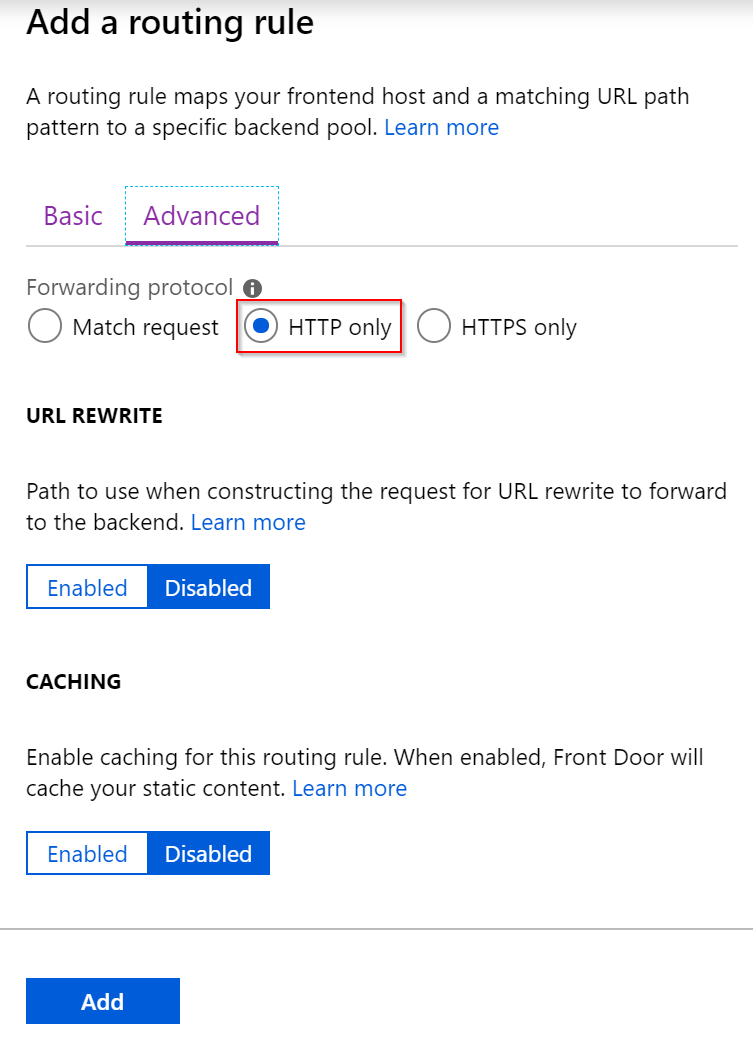 Add a routing rule
A routing rule maps your frontend host and a matching URL path
pattern to a specific backend pool. Learn more
Basic Advanced
Forwarding protocol
Match request HTTP only HTTPS only
URL REWRITE
Path to use when constructing the request for URL rewrite to forward
to the backend. Learn more
Enabled Disabled
CACHING
Enable caching for this routing rule. When enabled, Front Door will
cache your static content. Learn more
Enabled Disabled
Add